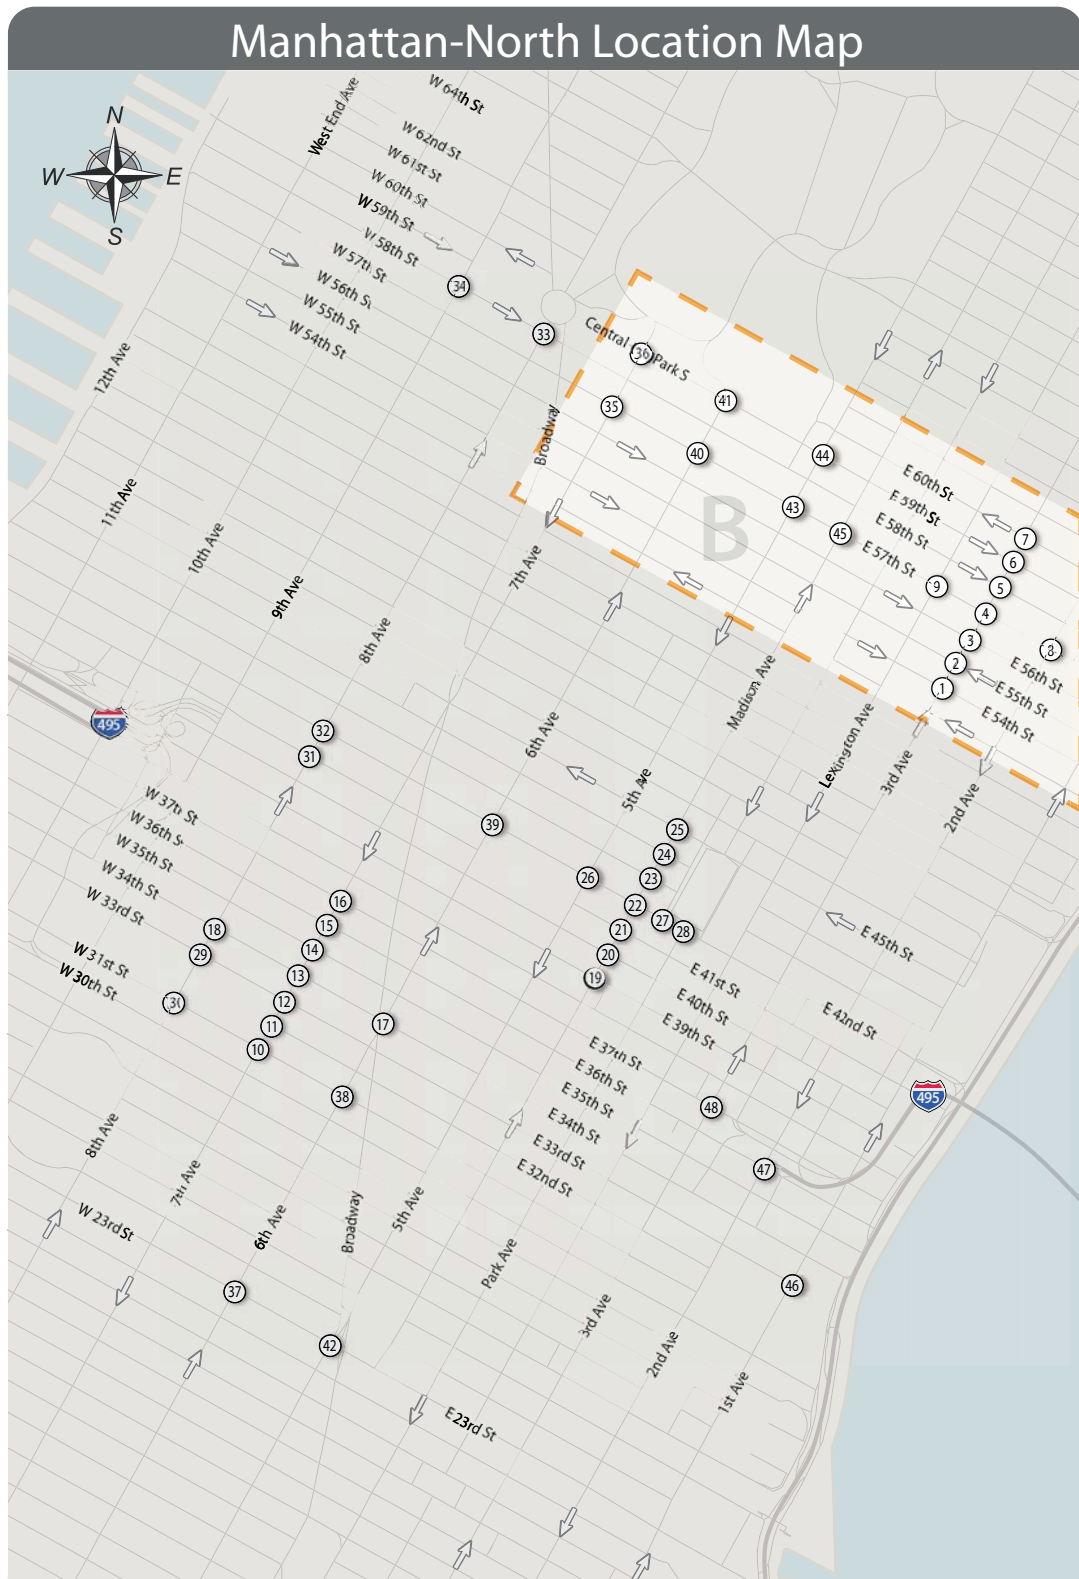 Manhattan-North Location Map
N
W
E
S
West End Ave
W 64th St
W 62nd St
W 61st St
W 60th St
W 59th St
W 58th St
W 57th St
W 56th St
W 55th St
W 54th St
34
33
Central Park S
36
35
41
40
44
43
45
B
12th Ave
11th Ave
10th Ave
9th Ave
8th Ave
Broadway
7th Ave
6th Ave
5th Ave
Madison Ave
Lexington Ave
3rd Ave
2nd Ave
E 60th St
E 59th St
E 58th St
E 57th St
7
6
5
9
4
3
8
2
1
E 56th St
E 55th St
E 54th St
495
32
31
W 37th St
W 36th St
W 35th St
W 34th St
W 33rd St
W 31st St
W 30th St
39
25
24
26
23
22
27
28
21
20
19
16
15
18
14
29
13
30
12
11
10
17
38
E 45th St
E 42nd St
E 41st St
E 40th St
E 39th St
E 37th St
E 36th St
E 35th St
E 34th St
E 33rd St
E 32nd St
495
48
47
46
8th Ave
7th Ave
6th Ave
Broadway
5th Ave
Park Ave
3rd Ave
2nd Ave
1st Ave
W 23rd St
37
42
E 23rd St